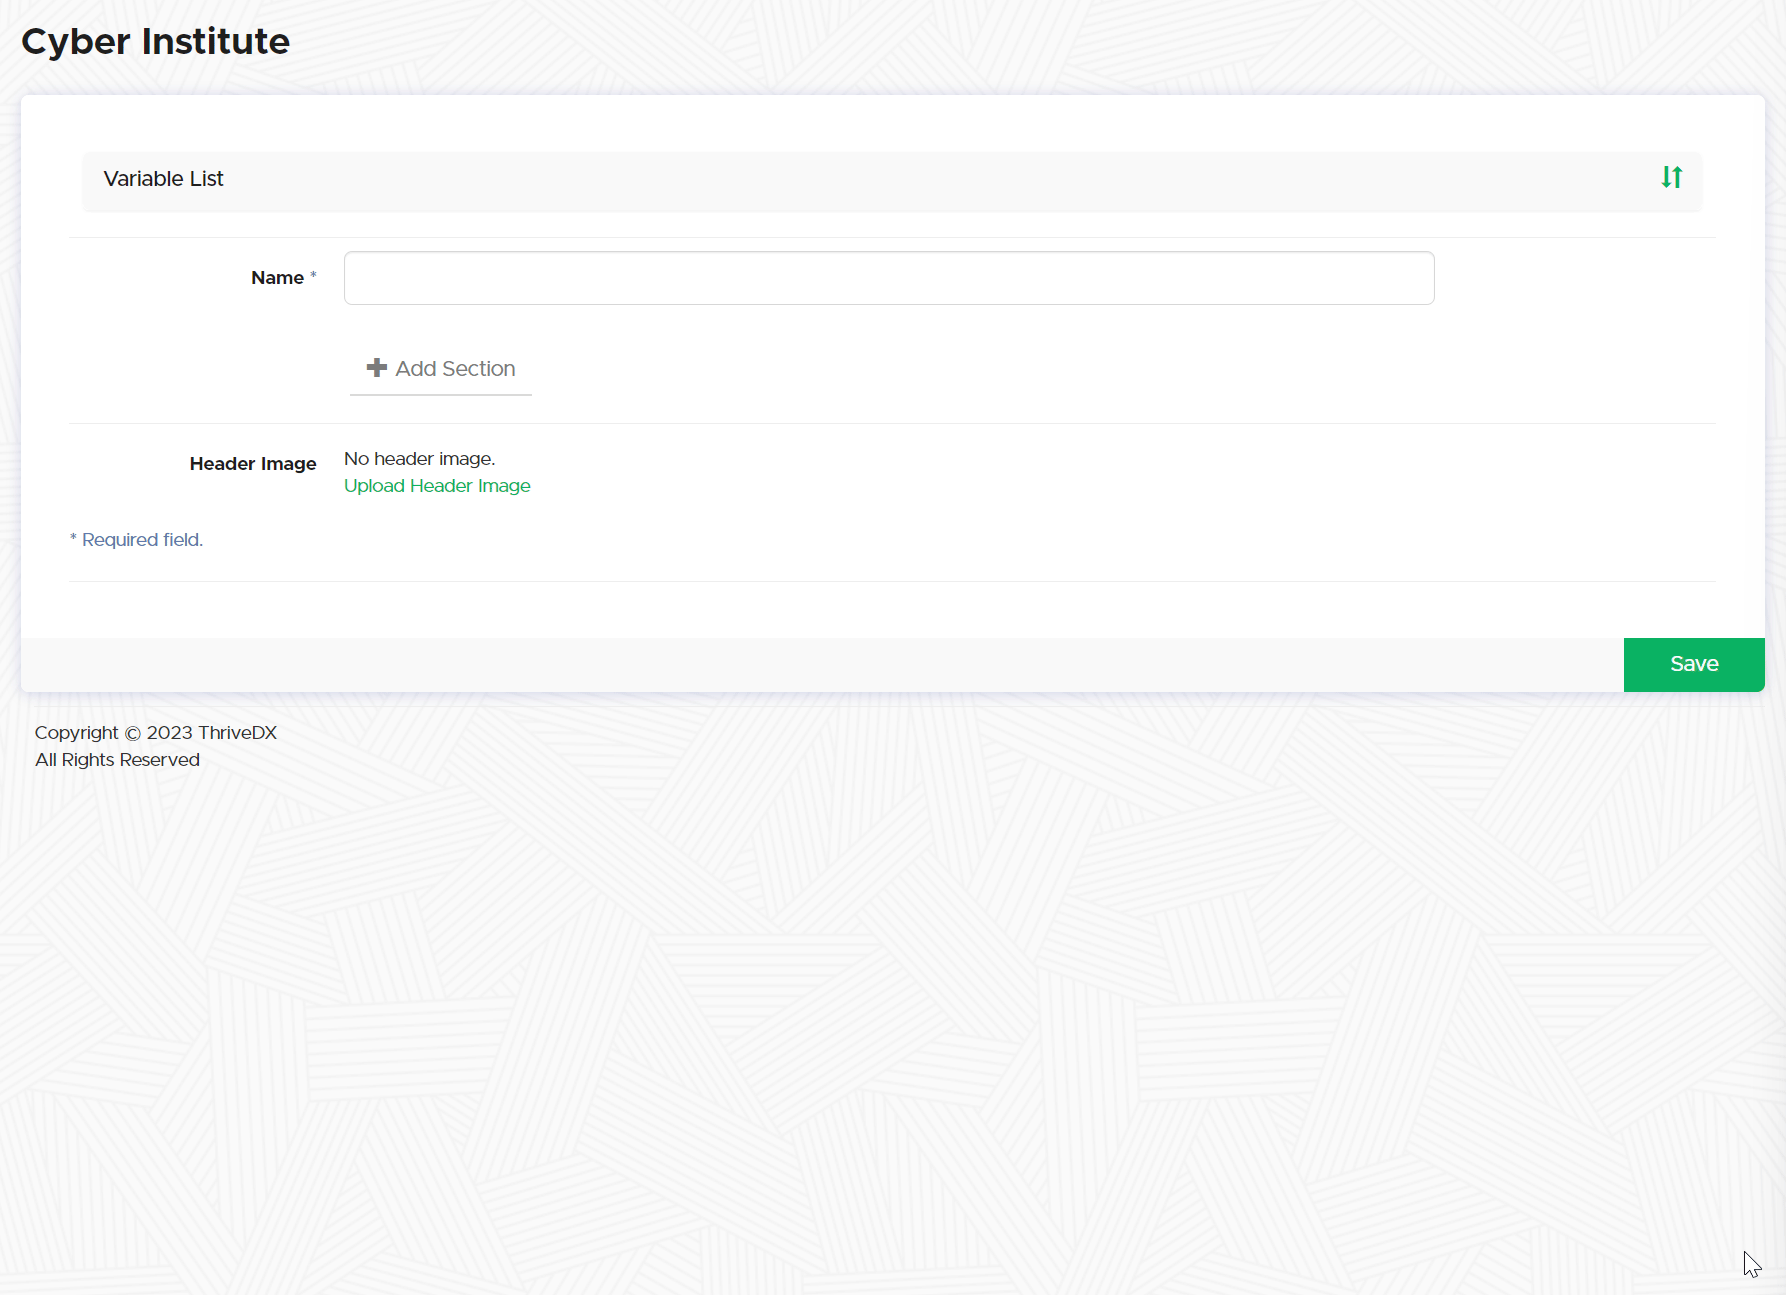 Cyber Institute
Variable List
Name *
Add Section
Header Image
No header image.
Upload Header Image
* Required field.
Save
Copyright © 2023 ThriveDX
All Rights Reserved